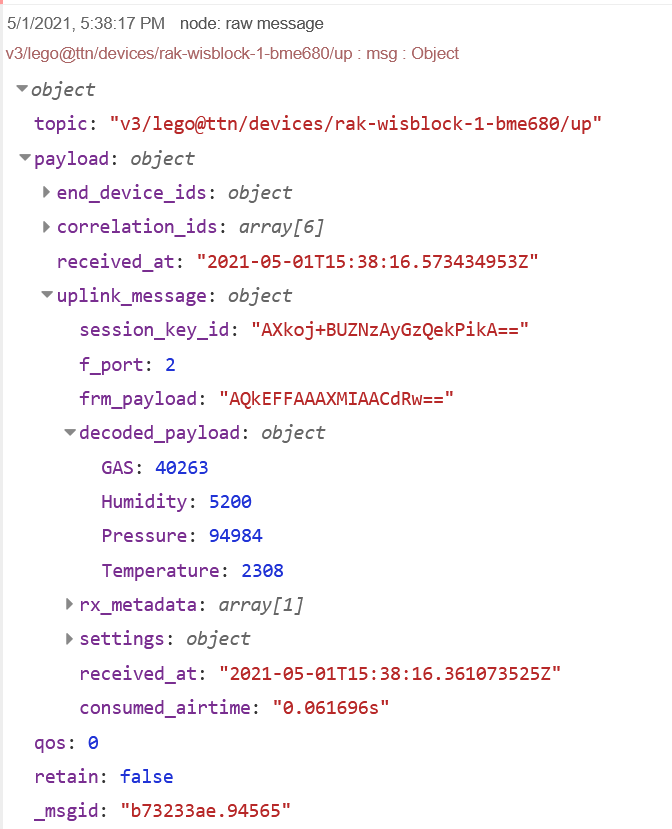 5/1/2021, 5:38:17 PM node: raw message
v3/lego@ttn/devices/rak-wisblock-1-bme680/up : msg : Object
object
topic: "v3/lego@ttn/devices/rak-wisblock-1-bme680/up"
payload: object
end_device_ids: object
correlation_ids: array[6]
received_at: "2021-05-01T15:38:16.573434953Z"
uplink_message: object
session_key_id: "AXkoj+BUZNzAyGzQekPikA=="
f_port: 2
frm_payload: "AQkEFFAAAXMIAACdRw=="
decoded_payload: object
GAS: 40263
Humidity: 5200
Pressure: 94984
Temperature: 2308
rx_metadata: array[1]
settings: object
received_at: "2021-05-01T15:38:16.361073525Z"
consumed_airtime: "0.061696s"
qos: 0
retain: false
_msgid: "b73233ae.94565"